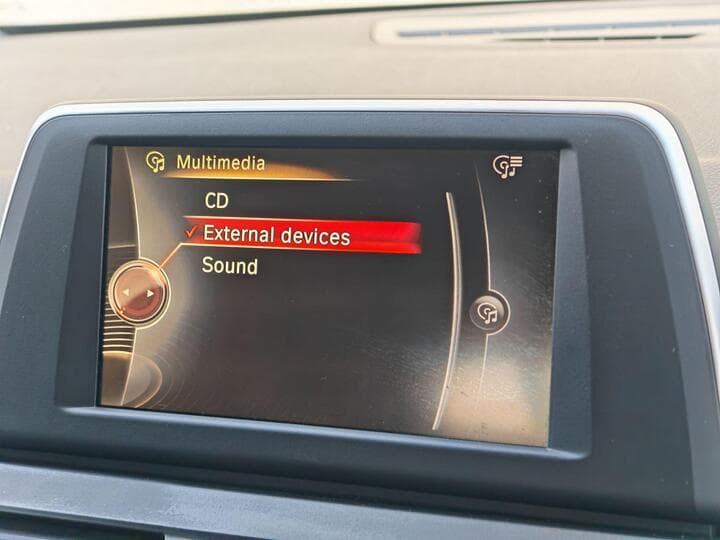 Multimedia
CD
External devices
Sound